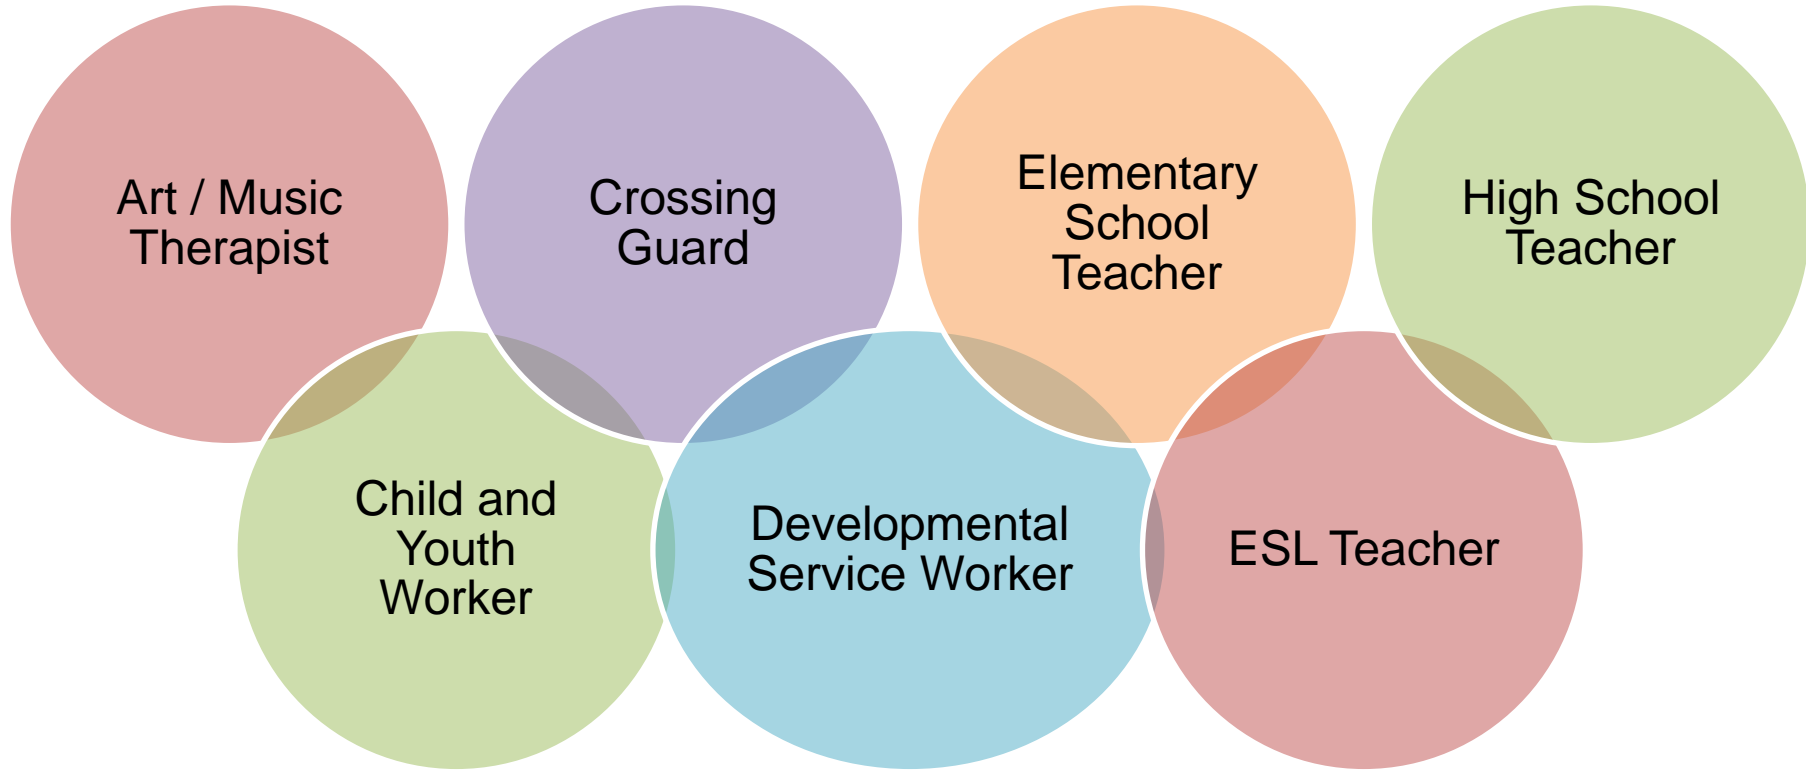 Art / Music
Therapist
Crossing
Guard
Elementary
School
Teacher
High School
Teacher
Child and
Youth
Worker
Developmental
Service Worker
ESL Teacher